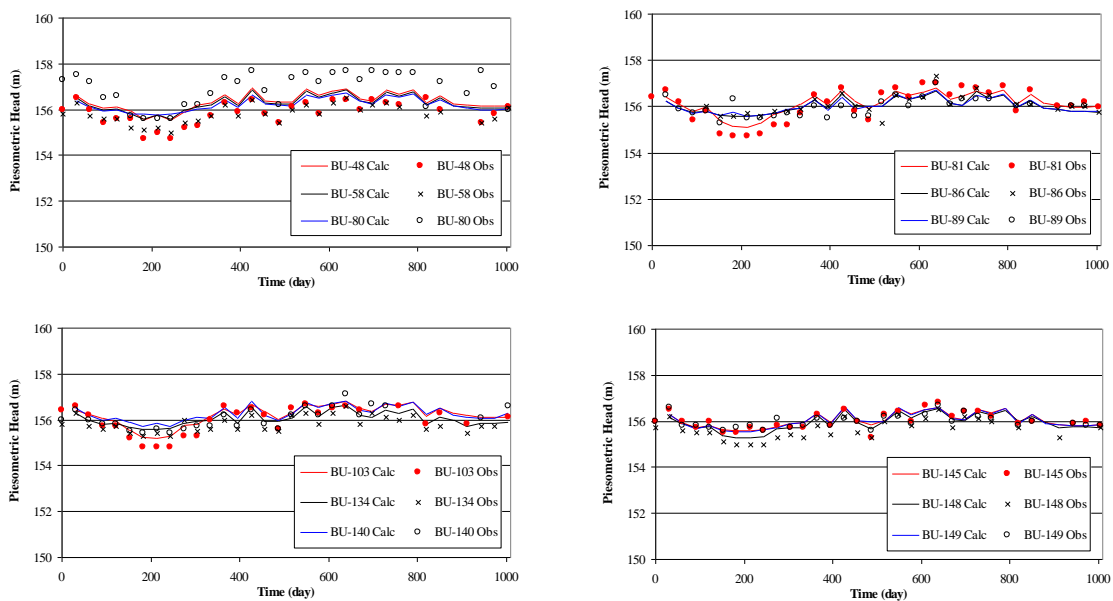 160
158
156
154
152
150
Piesometric Head (m)
0 200 400 600 800 1000
Time (day)
BU-48 Calc BU-48 Obs
BU-58 Calc BU-58 Obs
BU-80 Calc BU-80 Obs
160
158
156
154
152
150
Piezometric Head (m)
0 200 400 600 800 1000
Time (day)
BU-81 Calc BU-81 Obs
BU-86 Calc BU-86 Obs
BU-89 Calc BU-89 Obs
160
158
156
154
152
150
Piesometric Head (m)
0 200 400 600 800 1000
Time (day)
BU-103 Calc BU-103 Obs
BU-134 Calc BU-134 Obs
BU-140 Calc BU-140 Obs
160
158
156
154
152
150
Piesometric Head (m)
0 200 400 600 800 1000
Time (day)
BU-145 Calc BU-145 Obs
BU-148 Calc BU-148 Obs
BU-149 Calc BU-149 Obs